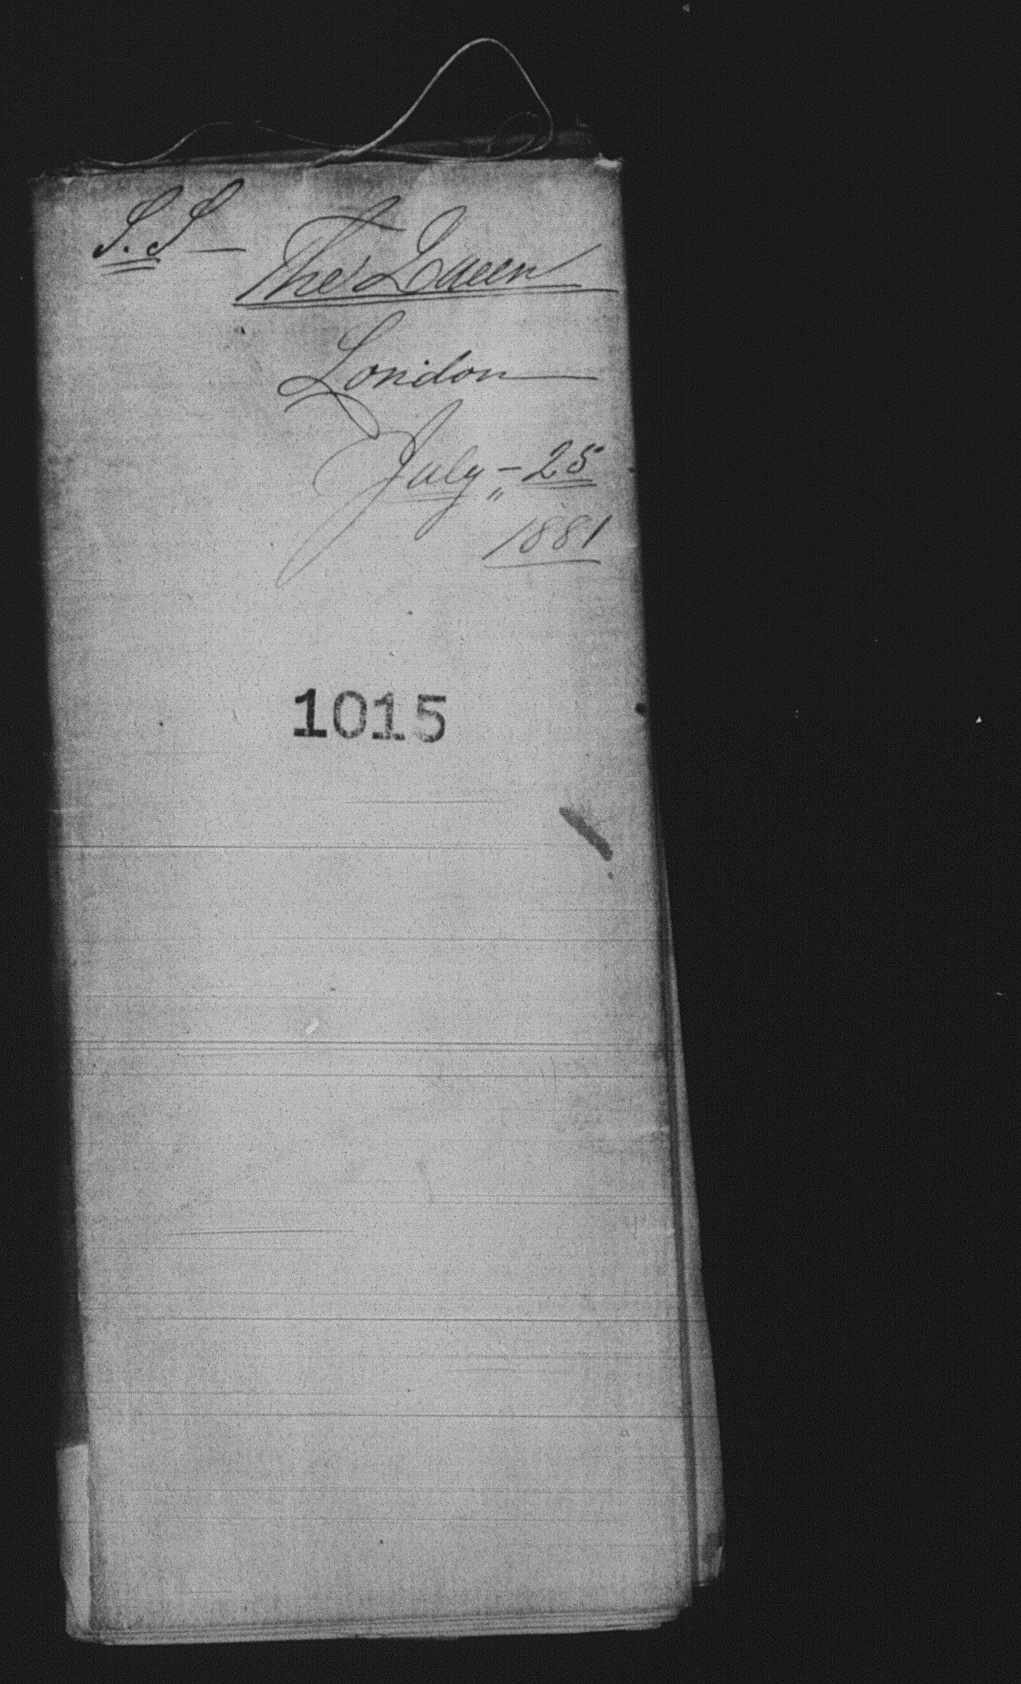 S.S — The Queen
London
July - 25
1881
1015